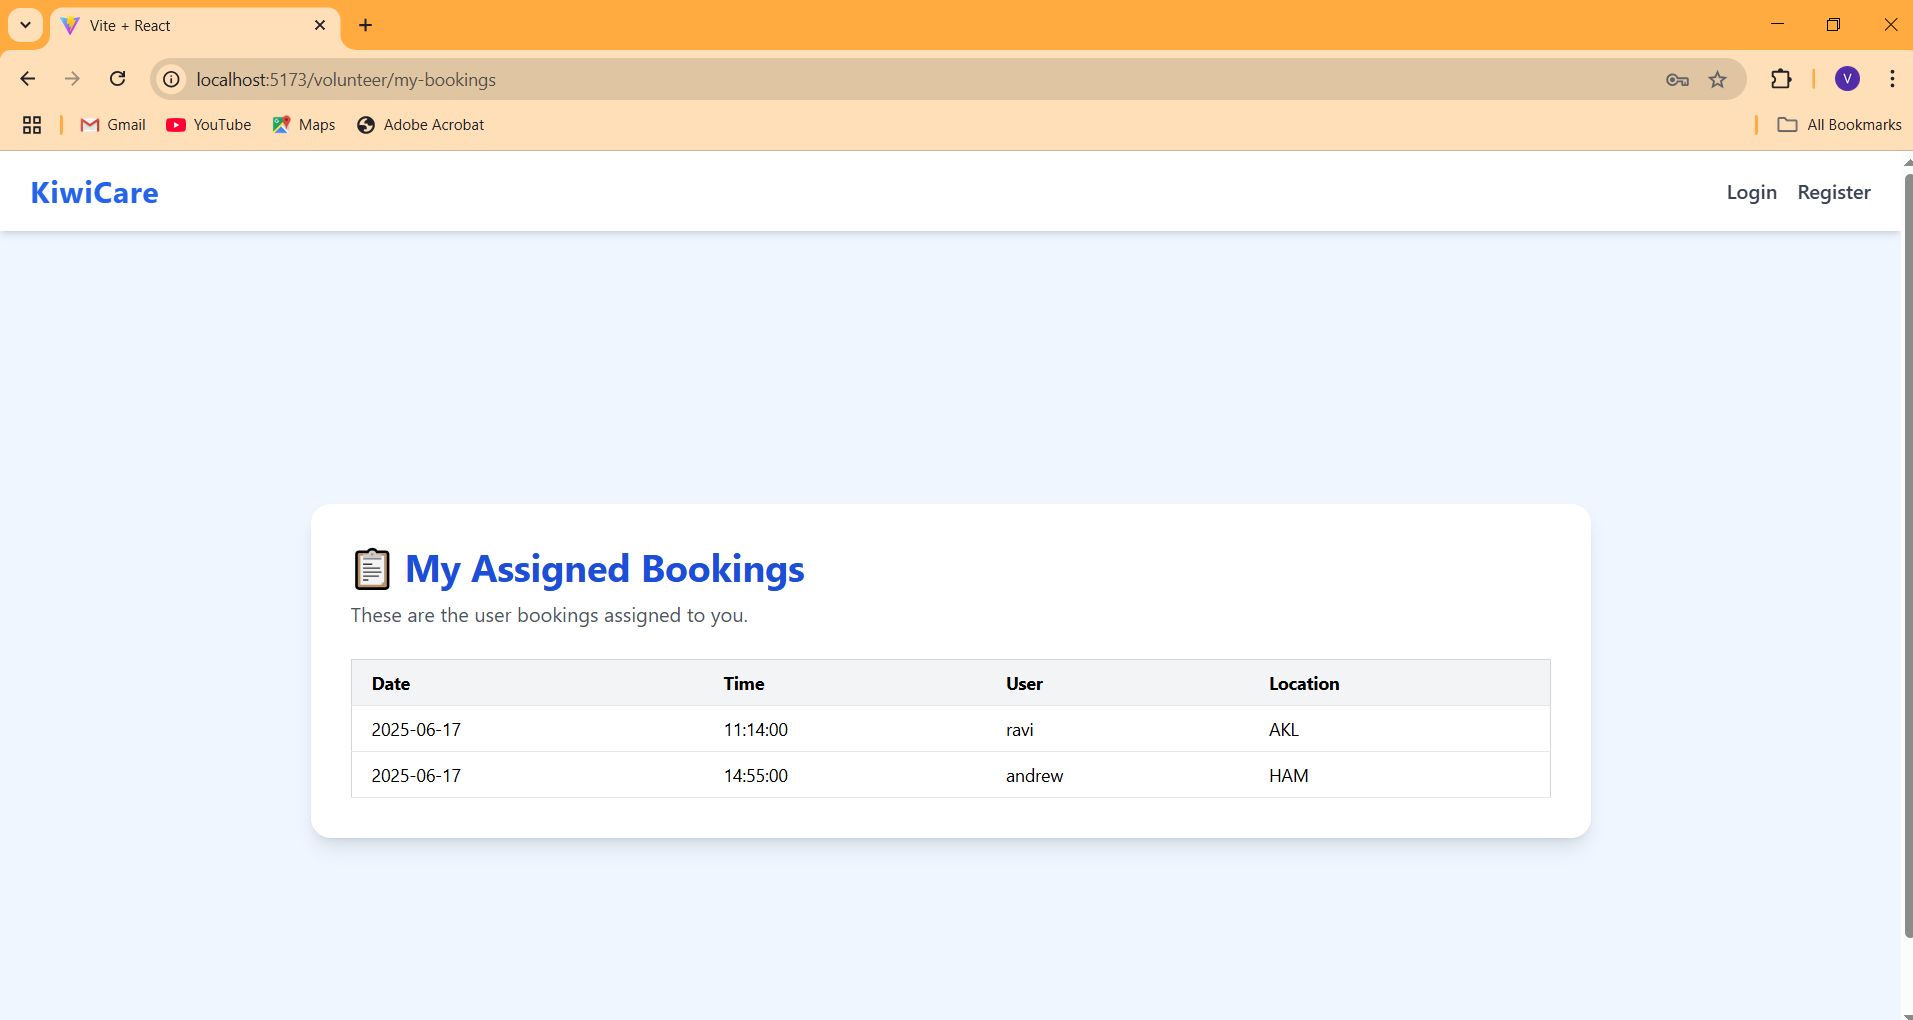 Vite + React
localhost:5173/volunteer/my-bookings
V
Gmail YouTube Maps Adobe Acrobat All Bookmarks
KiwiCare Login Register
My Assigned Bookings
These are the user bookings assigned to you.
Date Time User Location
2025-06-17 11:14:00 ravi AKL
2025-06-17 14:55:00 andrew HAM